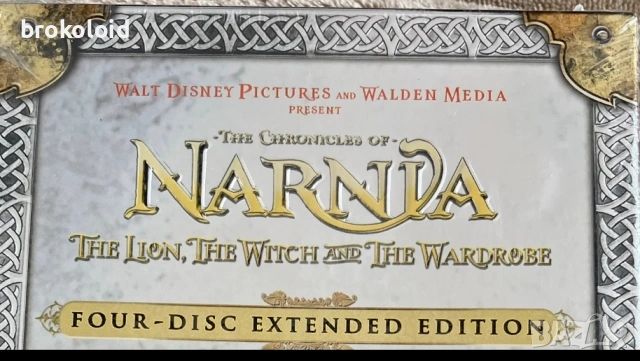 brokoloid
WALT DISNEY PICTURES AND WALDEN MEDIA
PRESENT
-THE CHRONICLES OF-
NARNIA
THE LION, THE WITCH AND THE WARDROBE
FOUR-DISC EXTENDED EDITION